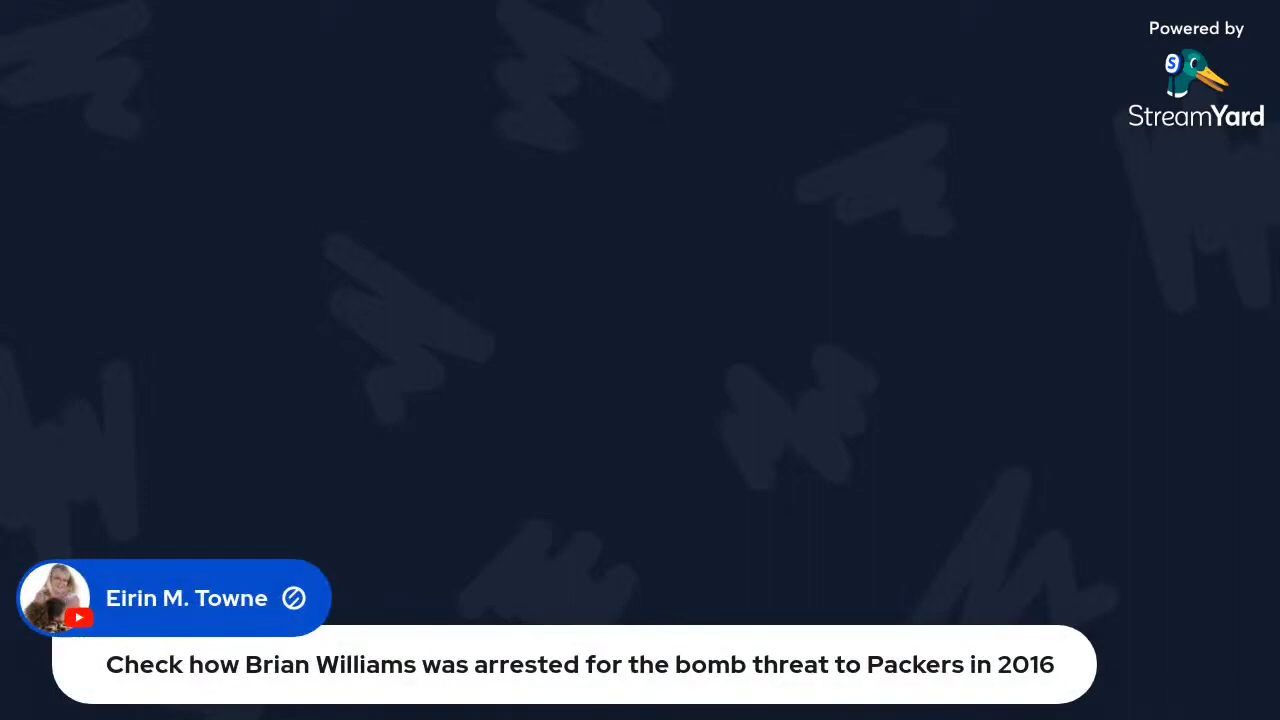 Powered by
S
StreamYard
Eirin M. Towne
Check how Brian Williams was arrested for the bomb threat to Packers in 2016